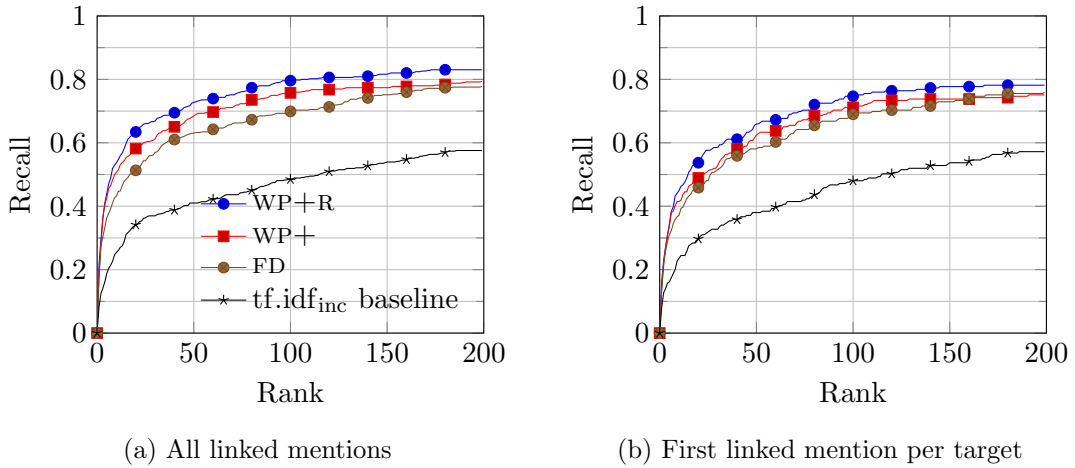 1
0.8
0.6
0.4
0.2
0
Recall
WP+R
WP+
FD
tf.idf_inc baseline
0 50 100 150 200
Rank
(a) All linked mentions
1
0.8
0.6
0.4
0.2
0
Recall
0 50 100 150 200
Rank
(b) First linked mention per target